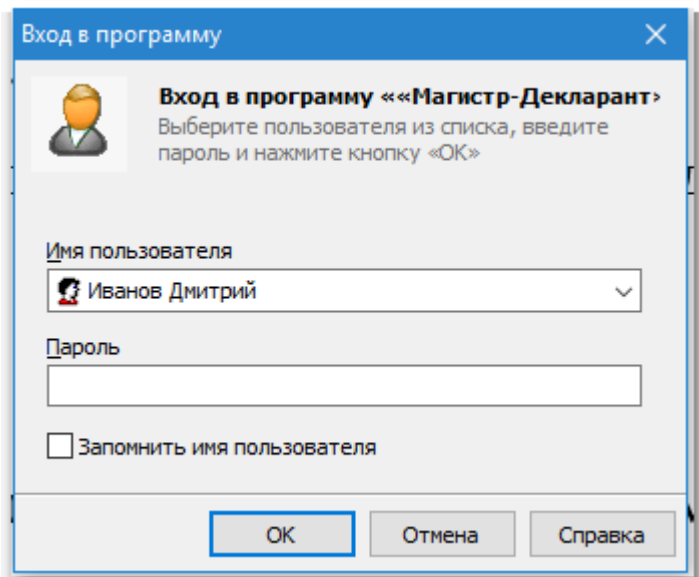 Вход в программу
Вход в программу ««Магистр-Декларант›
Выберите пользователя из списка, введите
пароль и нажмите кнопку «ОК»
Имя пользователя
Иванов Дмитрий
Пароль
Запомнить имя пользователя
ОК
Отмена
Справка